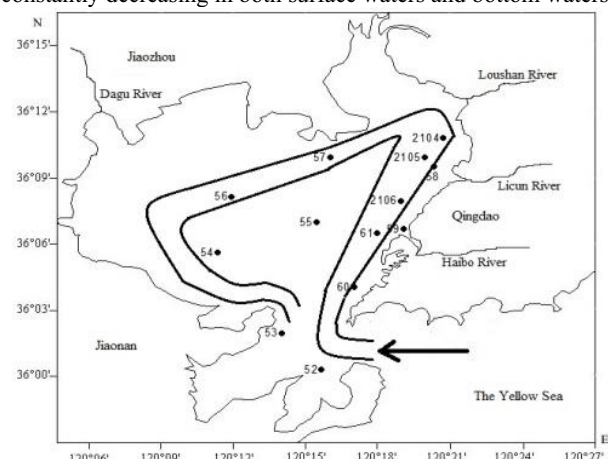 constantly decreasing in both surface waters and bottom waters
N
36°15'
Jiaozhou
Loushan River
36°12'
Dagu River
2104
57
2105
36°09'
58
Licun River
56
2106
Qingdao
55
61
59
36°06'
54
Haibo River
60
36°03'
53
Jiaonan
36°00'
52
The Yellow Sea
E
120°06' 120°09' 120°12' 120°15' 120°18' 120°21' 120°24' 120°27'